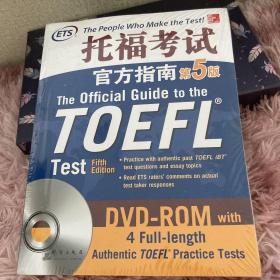 ETS
The People Who Make the Test!
托福考试
官方指南 第5版
The Official Guide to the
TOEFL®
Test Fifth Edition
• Practice with authentic past TOEFL iBT® test questions and essay topics
• Read ETS raters' comments on actual test taker responses
DVD-ROM with
4 Full-length
Authentic TOEFL® Practice Tests